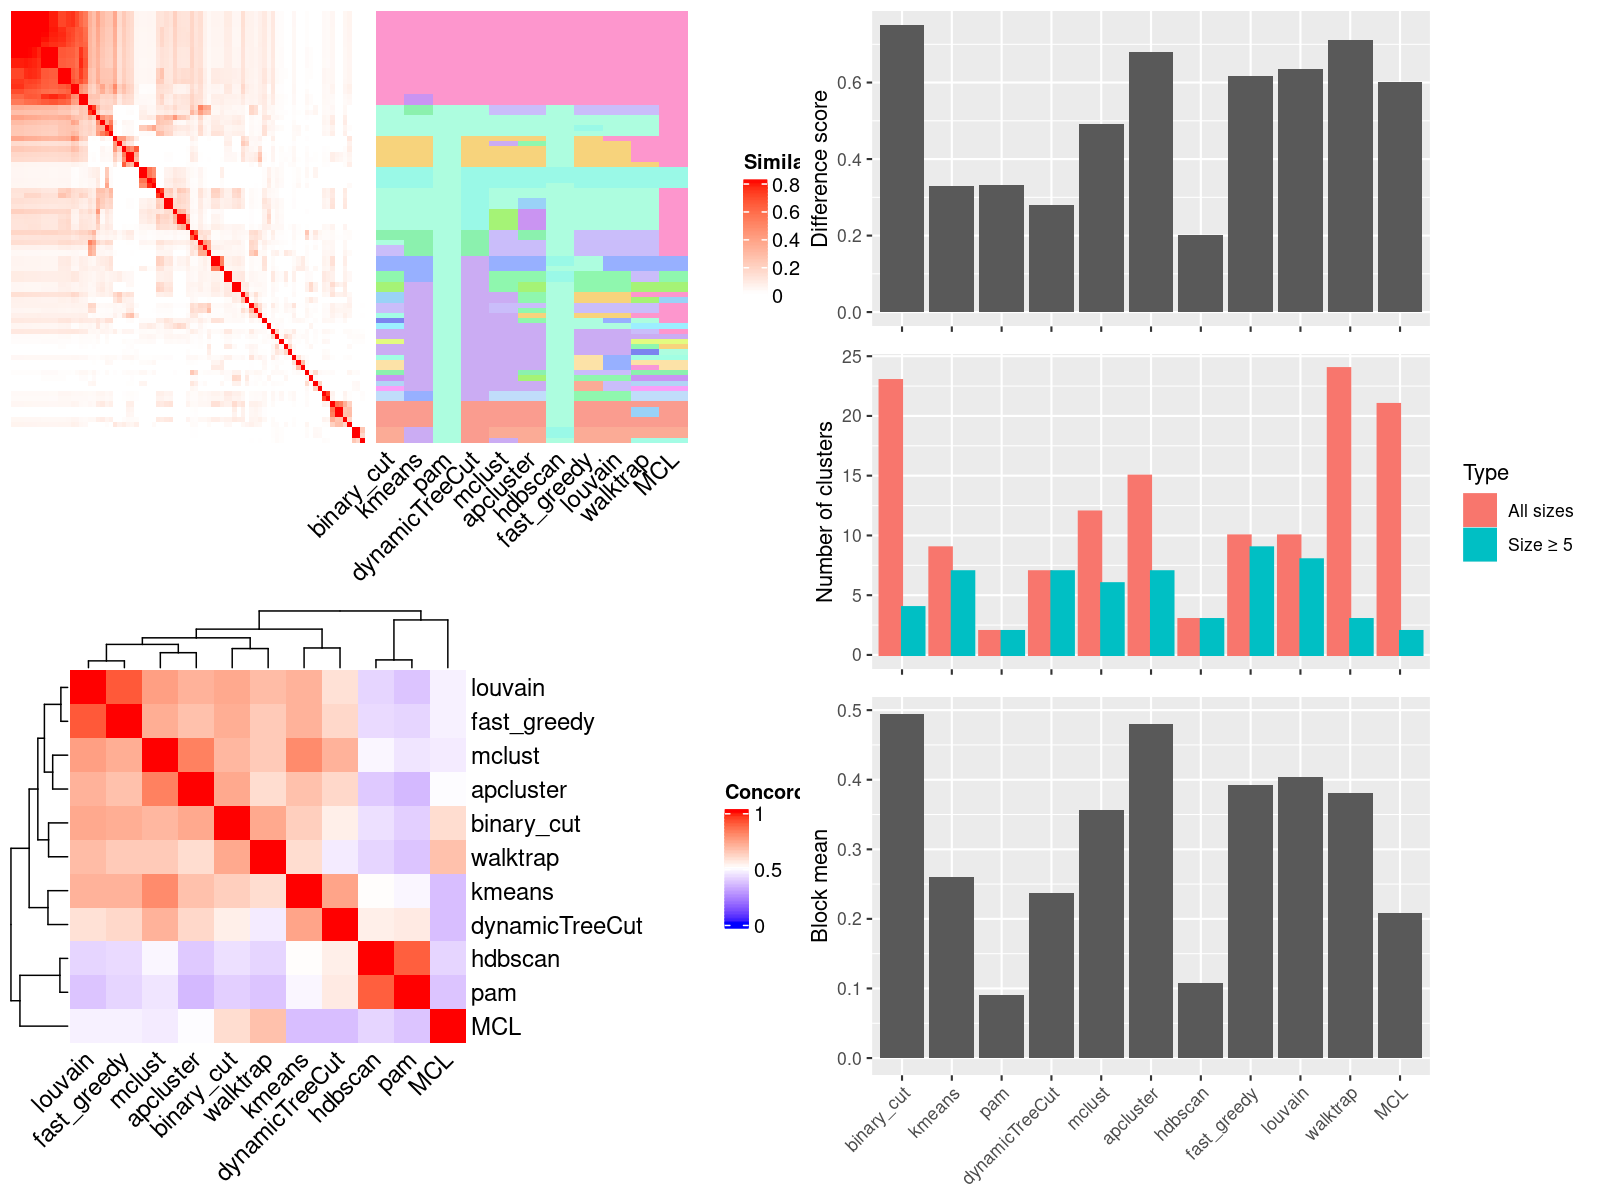 Simila
0.8
0.6
0.4
0.2
0
binary_cut
kmeans
pam
dynamicTreeCut
mclust
apcluster
hdbscan
fast_greedy
louvain
walktrap
MCL
louvain
fast_greedy
mclust
apcluster
binary_cut
walktrap
kmeans
dynamicTreeCut
hdbscan
pam
MCL
louvain
fast_greedy
mclust
apcluster
binary_cut
walktrap
kmeans
dynamicTreeCut
hdbscan
pam
MCL
Concord
1
0.5
0
Difference score
0.6
0.4
0.2
0.0
Number of clusters
25
20
15
10
5
0
Type
All sizes
Size ≥ 5
Block mean
0.5
0.4
0.3
0.2
0.1
0.0
binary_cut
kmeans
pam
dynamicTreeCut
mclust
apcluster
hdbscan
fast_greedy
louvain
walktrap
MCL